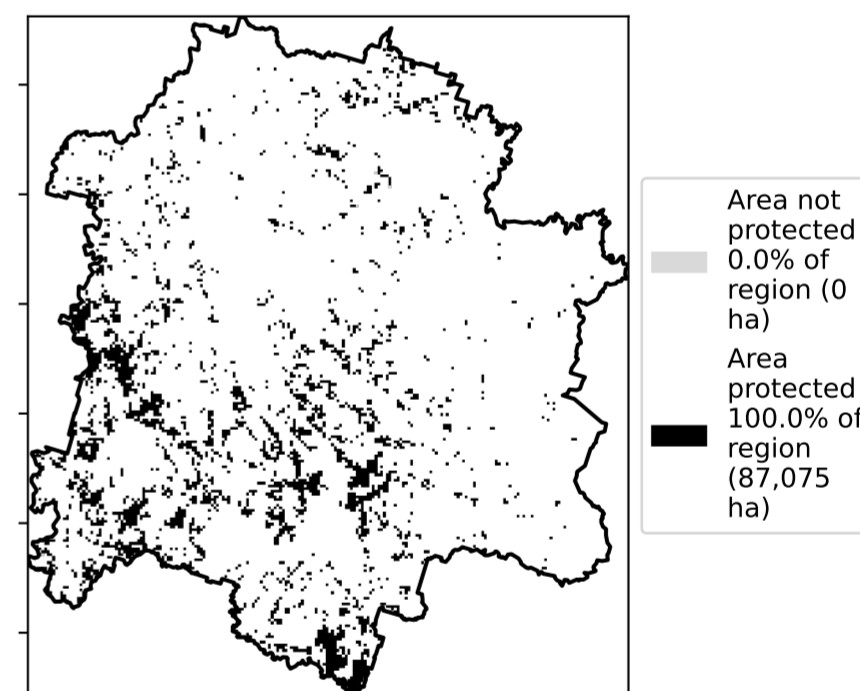 Area not
protected
0.0% of
region (0
ha)
Area
protected
100.0% of
region
(87,075
ha)